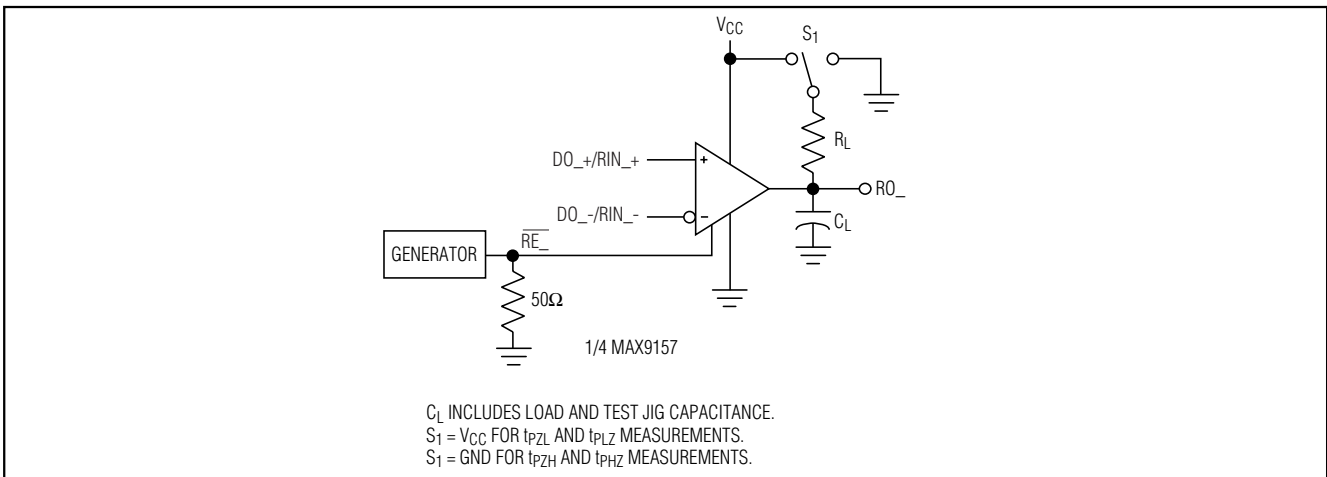 VCC
S1
RL
DO_+/RIN_+
+
RO_
DO_-/RIN_-
-
CL
RE_
GENERATOR
50Ω
1/4 MAX9157
CL INCLUDES LOAD AND TEST JIG CAPACITANCE.
S1 = VCC FOR tPZL AND tPLZ MEASUREMENTS.
S1 = GND FOR tPZH AND tPHZ MEASUREMENTS.